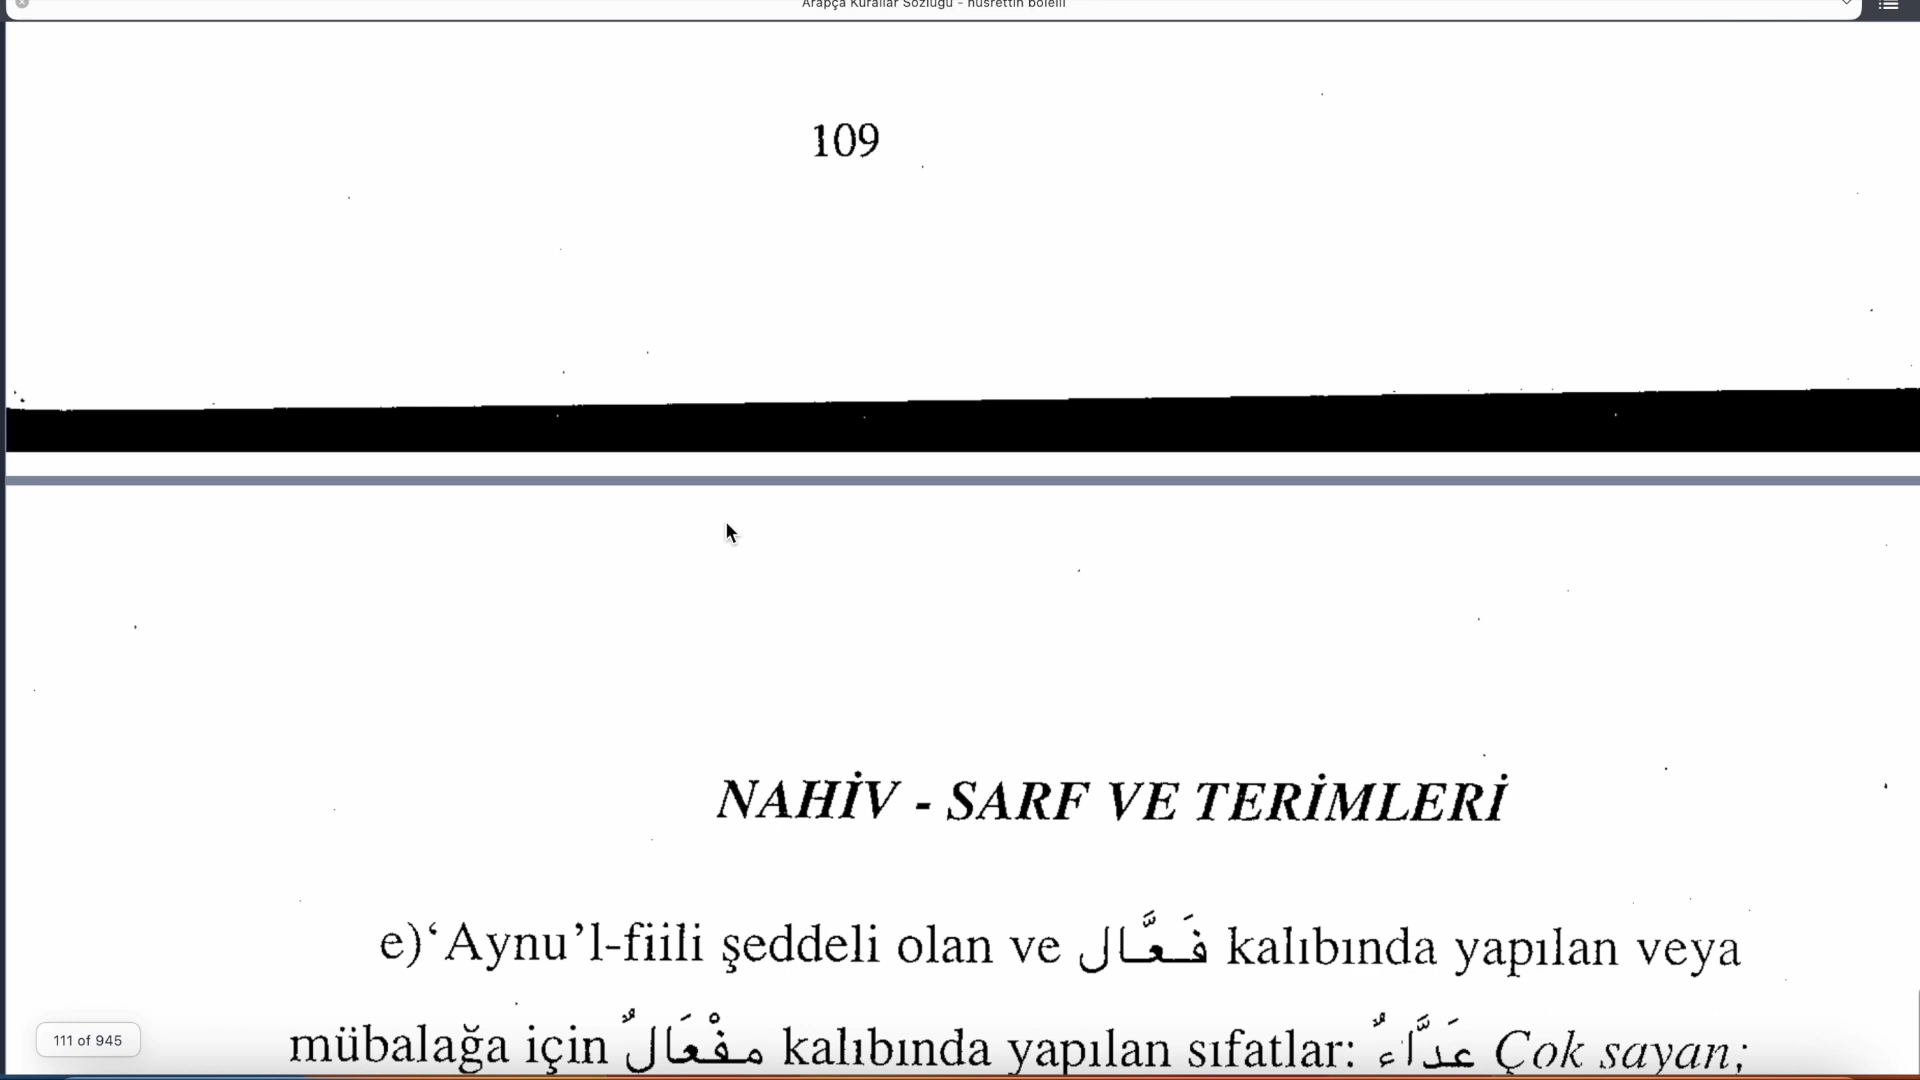 Arapça Kurallar Sözlüğü - nusrettin bolelli
109
NAHİV - SARF VE TERİMLERİ
e)‘Aynu’l-fiili şeddeli olan ve فَعَّال kalıbında yapılan veya
mübalağa için مفْعَالٌ kalıbında yapılan sıfatlar: عَدَّاءٌ Çok sayan;
111 of 945